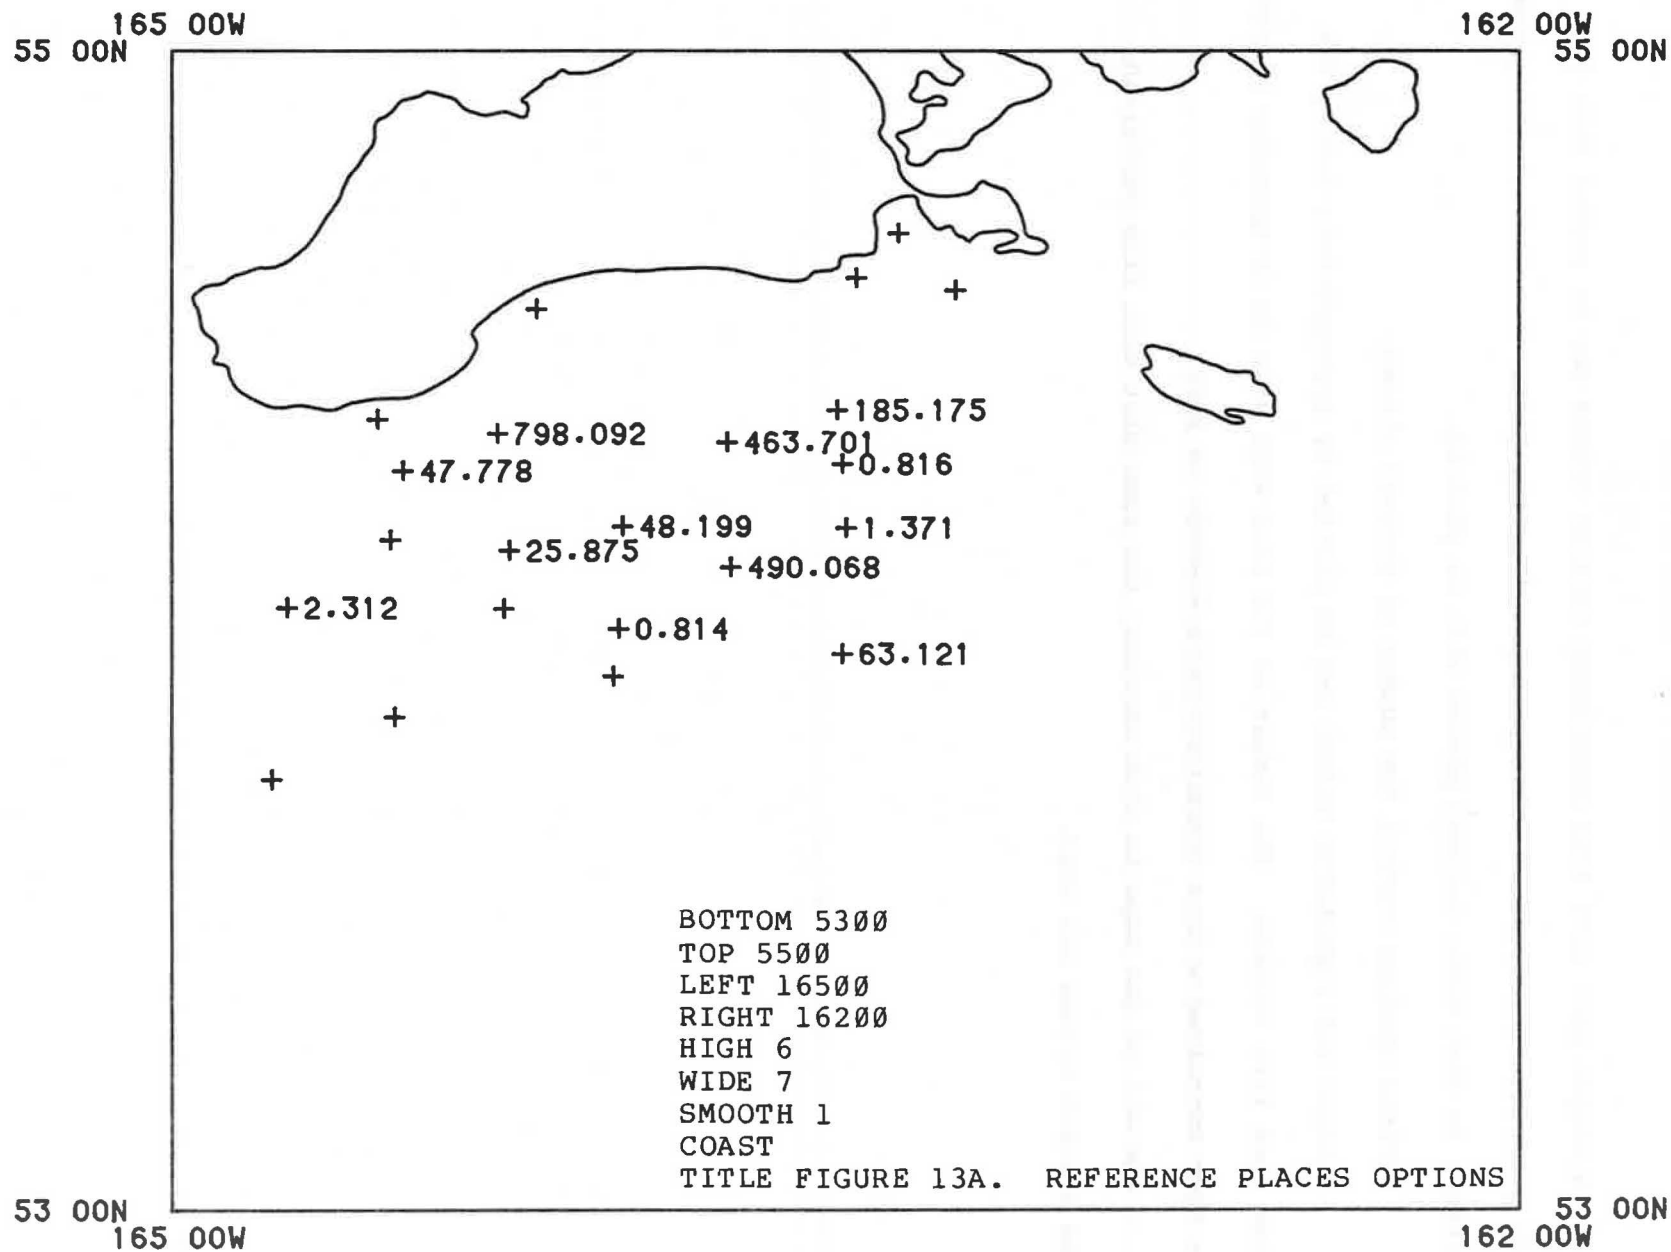 165 00W 162 00W
55 00N 55 00N
+
+
+
+
+185.175
+
+798.092 +463.701
+0.816
+47.778
+48.199 +1.371
+
+25.875
+490.068
+2.312 +
+0.814
+63.121
+
+
+
BOTTOM 5300
TOP 5500
LEFT 16500
RIGHT 16200
HIGH 6
WIDE 7
SMOOTH 1
COAST
TITLE FIGURE 13A. REFERENCE PLACES OPTIONS
53 00N 53 00N
165 00W 162 00W